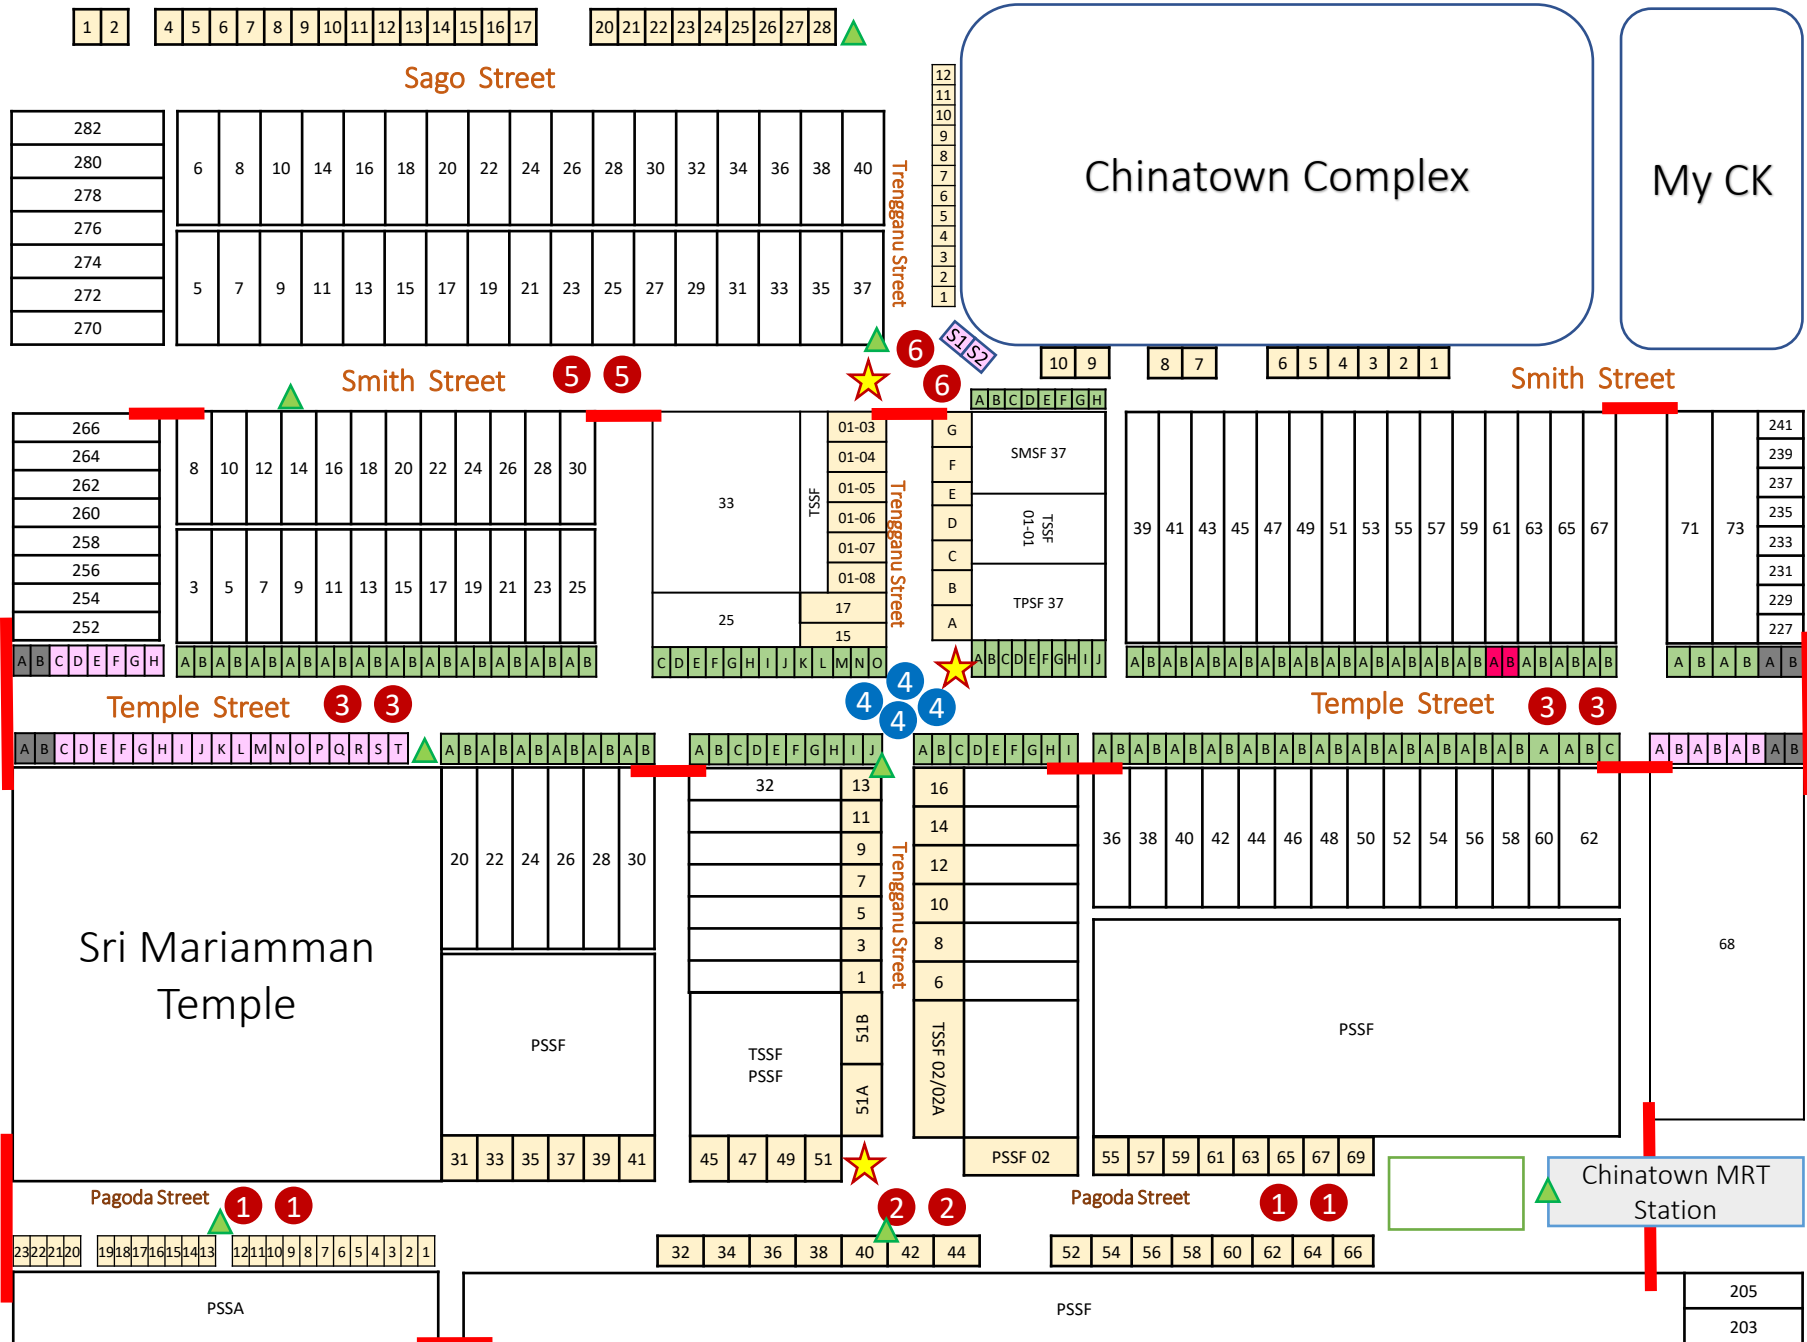 1 2 4 5 6 7 8 9 10 11 12 13 14 15 16 17 20 21 22 23 24 25 26 27 28
Sago Street
12
11
10
9
8
7
6
5
4
3
2
1
Chinatown Complex
My CK
282
280
278
276
274
272
270
6 8 10 14 16 18 20 22 24 26 28 30 32 34 36 38 40
5 7 9 11 13 15 17 19 21 23 25 27 29 31 33 35 37
Trengganu Street
S1 S2
6
6
10 9 8 7 6 5 4 3 2 1
Smith Street
5 5
Smith Street
266
264
262
260
258
256
254
252
8 10 12 14 16 18 20 22 24 26 28 30
3 5 7 9 11 13 15 17 19 21 23 25
33
TSSF
01-03
01-04
01-05
01-06
01-07
01-08
25
17
15
Trengganu Street
G
F
E
D
C
B
A
A B C D E F G H
SMSF 37
TSSF
01-01
TPSF 37
39 41 43 45 47 49 51 53 55 57 59 61 63 65 67
71 73
241
239
237
235
233
231
229
227
A B C D E F G H
A B A B A B A B A B A B A B A B A B A B A B A B
C D E F G H I J K L M N O
A B C D E F G H I J
A B A B A B A B A B A B A B A B A B A B A B A B A B A B A B
A B A B A B
Temple Street
3 3
4
4 4
4
Temple Street
3 3
A B C D E F G H I J K L M N O P Q R S T
A B A B A B A B A B A B
A B C D E F G H I J
A B C D E F G H I
A B A B A B A B A B A B A B A B A B A B A B A B A A B C
A B A B A B A B
20 22 24 26 28 30
32
13
11
9
7
5
3
1
51B
51A
Trengganu Street
16
14
12
10
8
6
TSSF 02/02A
36 38 40 42 44 46 48 50 52 54 56 58 60 62
68
Sri Mariamman
Temple
PSSF
TSSF
PSSF
PSSF
31 33 35 37 39 41
45 47 49 51
PSSF 02
55 57 59 61 63 65 67 69
Chinatown MRT
Station
Pagoda Street
1 1
2 2
Pagoda Street
1 1
23 22 21 20 19 18 17 16 15 14 13 12 11 10 9 8 7 6 5 4 3 2 1
32 34 36 38 40 42 44
52 54 56 58 60 62 64 66
PSSA
PSSF
205
203